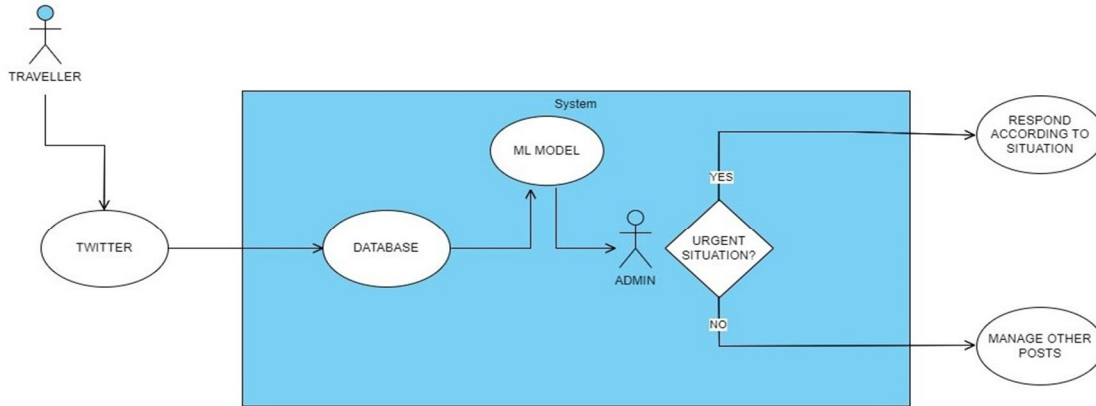 TRAVELLER
System
ML MODEL
RESPOND
ACCORDING TO
SITUATION
YES
TWITTER
DATABASE
ADMIN
URGENT
SITUATION?
NO
MANAGE OTHER
POSTS